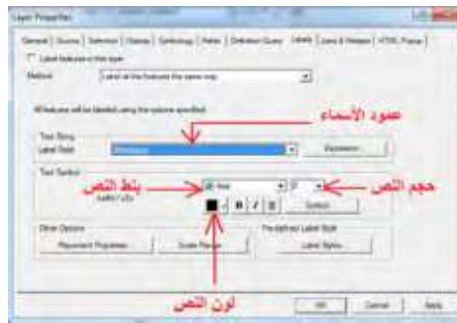 Layer Properties
General | Source | Selection | Display | Symbology | Fields | Definition Query | Labels | Joins & Relates | HTML Popup
Label features in this layer
Method: Label all the features the same way
All features will be labeled using the options specified.
عمود الأسماء
Text String
Label Field: Expression...
Text Symbol
بنط النص
حجم النص
B I U Symbol...
Other Options
Pre-defined Label Style
Placement Properties... Scale Range... Label Styles...
لون النص
OK Cancel Apply